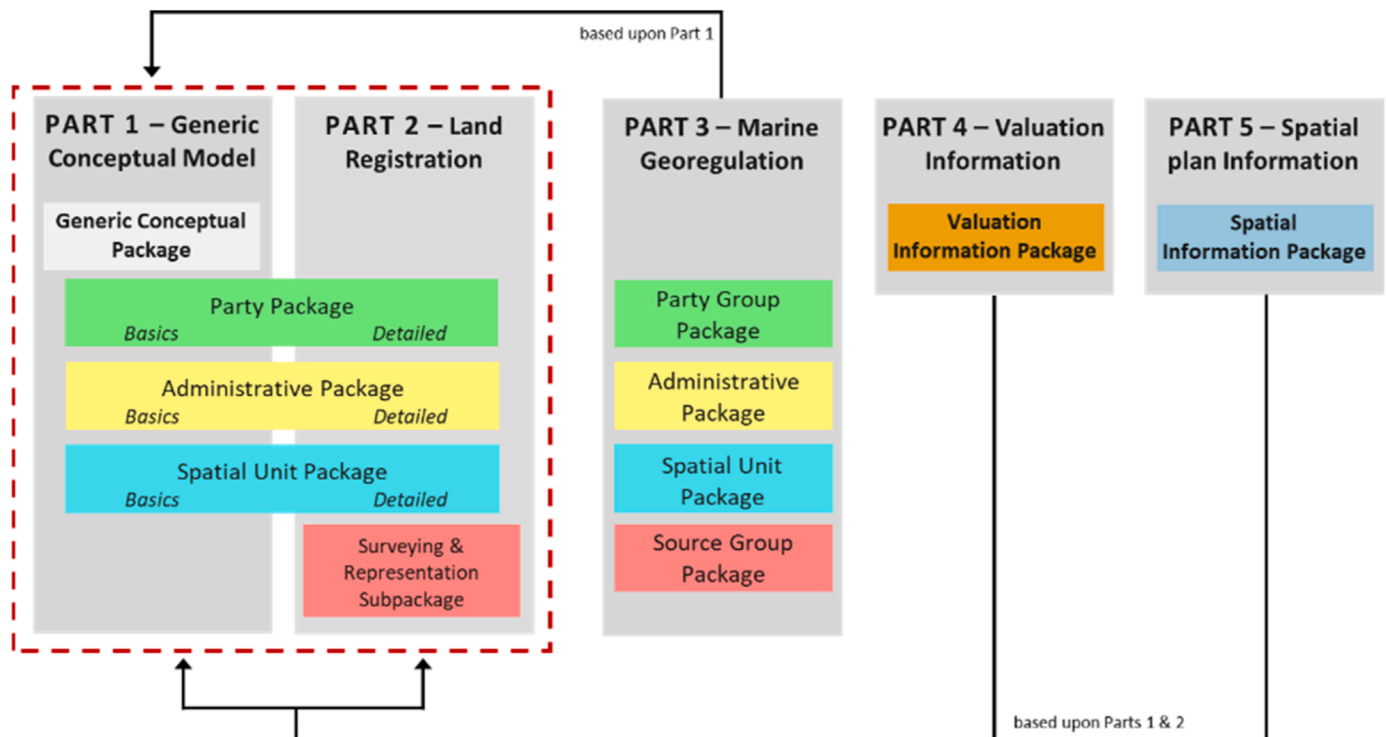 based upon Part 1
PART 1 – Generic
Conceptual Model
Generic Conceptual
Package
PART 2 – Land
Registration
Party Package
Basics
Detailed
Administrative Package
Basics
Detailed
Spatial Unit Package
Basics
Detailed
Surveying &
Representation
Subpackage
PART 3 – Marine
Georegulation
Party Group
Package
Administrative
Package
Spatial Unit
Package
Source Group
Package
PART 4 – Valuation
Information
Valuation
Information Package
PART 5 – Spatial
plan Information
Spatial
Information Package
based upon Parts 1 & 2